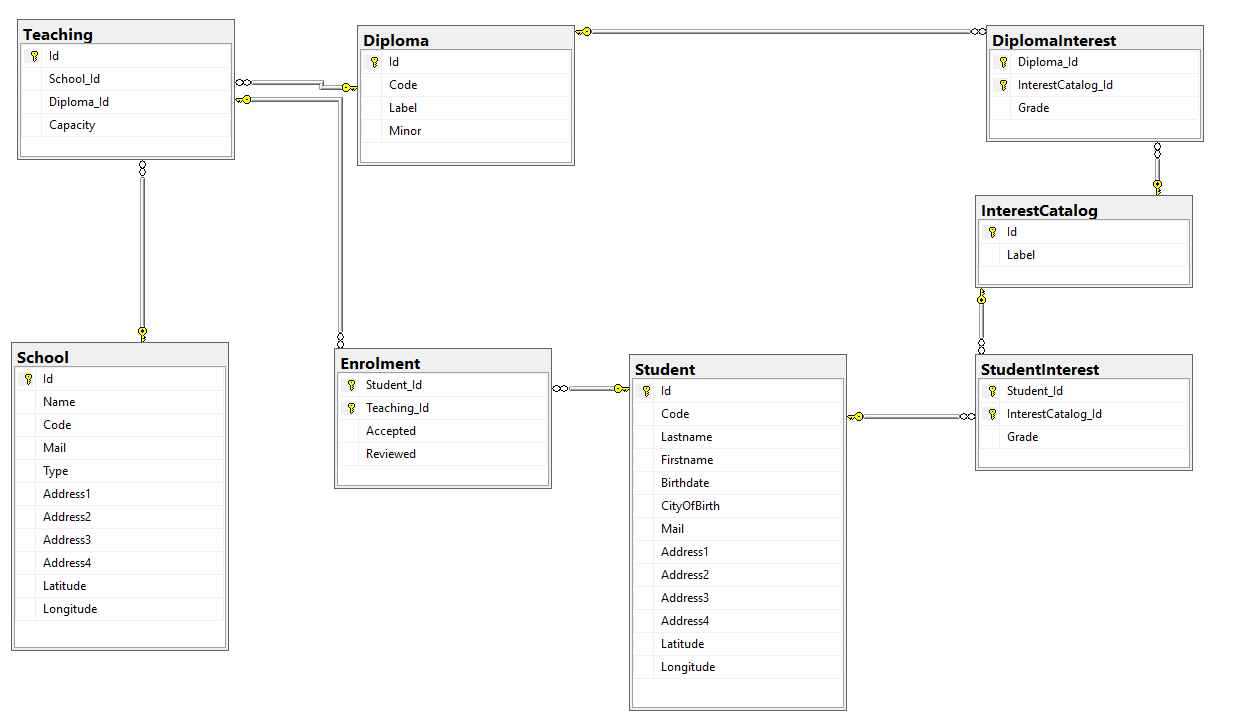 Teaching
Id
School_Id
Diploma_Id
Capacity
Diploma
Id
Code
Label
Minor
DiplomaInterest
Diploma_Id
InterestCatalog_Id
Grade
InterestCatalog
Id
Label
School
Id
Name
Code
Mail
Type
Address1
Address2
Address3
Address4
Latitude
Longitude
Enrolment
Student_Id
Teaching_Id
Accepted
Reviewed
Student
Id
Code
Lastname
Firstname
Birthdate
CityOfBirth
Mail
Address1
Address2
Address3
Address4
Latitude
Longitude
StudentInterest
Student_Id
InterestCatalog_Id
Grade